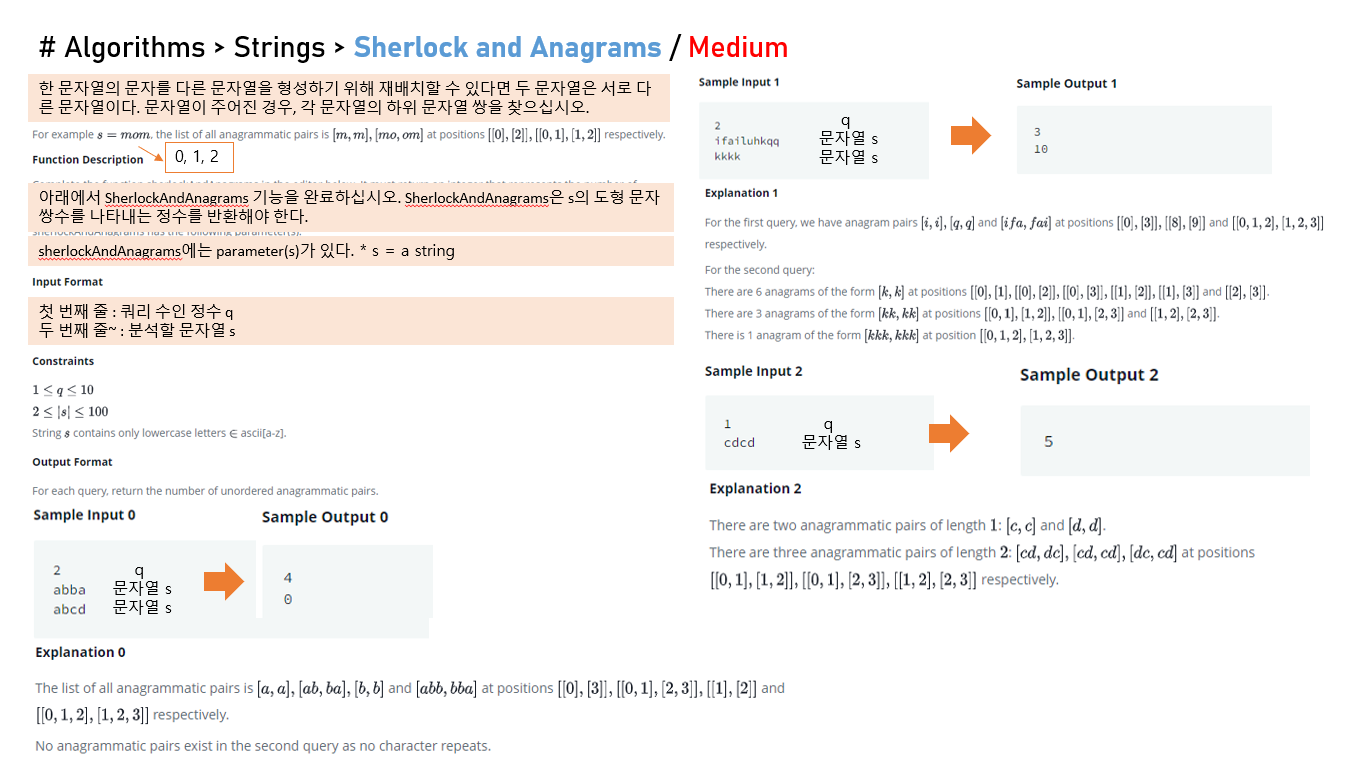 # Algorithms > Strings > Sherlock and Anagrams / Medium
한 문자열의 문자를 다른 문자열을 형성하기 위해 재배치할 수 있다면 두 문자열은 서로 다
른 문자열이다. 문자열이 주어진 경우, 각 문자열의 하위 문자열 쌍을 찾으십시오.
For example s = mom, the list of all anagrammatic pairs is [m, m], [mo, om] at positions [[0], [2]], [[0, 1], [1, 2]] respectively.
Function Description
0, 1, 2
아래에서 SherlockAndAnagrams 기능을 완료하십시오. SherlockAndAnagrams은 s의 도형 문자
쌍수를 나타내는 정수를 반환해야 한다.
sherlockAndAnagrams has the following parameter(s):
sherlockAndAnagrams에는 parameter(s)가 있다. * s = a string
Input Format
첫 번째 줄 : 쿼리 수인 정수 q
두 번째 줄~ : 분석할 문자열 s
Constraints
1 ≤ q ≤ 10
2 ≤ |s| ≤ 100
String s contains only lowercase letters ∈ ascii[a-z].
Output Format
For each query, return the number of unordered anagrammatic pairs.
Sample Input 0
2 q
abba 문자열 s
abcd 문자열 s
Sample Output 0
4
0
Explanation 0
The list of all anagrammatic pairs is [a, a], [ab, ba], [b, b] and [abb, bba] at positions [[0], [3]], [[0, 1], [2, 3]], [[1], [2]] and
[[0, 1, 2], [1, 2, 3]] respectively.
No anagrammatic pairs exist in the second query as no character repeats.
Sample Input 1
2 q
ifailuhkqq 문자열 s
kkkk 문자열 s
Sample Output 1
3
10
Explanation 1
For the first query, we have anagram pairs [i, i], [q, q] and [ifa, fai] at positions [[0], [3]], [[8], [9]] and [[0, 1, 2], [1, 2, 3]]
respectively.
For the second query:
There are 6 anagrams of the form [k, k] at positions [[0], [1], [[0], [2]], [[0], [3]], [[1], [2]], [[1], [3]] and [[2], [3]].
There are 3 anagrams of the form [kk, kk] at positions [[0, 1], [1, 2]], [[0, 1], [2, 3]] and [[1, 2], [2, 3]].
There is 1 anagram of the form [kkk, kkk] at position [[0, 1, 2], [1, 2, 3]].
Sample Input 2
1 q
cdcd 문자열 s
Sample Output 2
5
Explanation 2
There are two anagrammatic pairs of length 1: [c, c] and [d, d].
There are three anagrammatic pairs of length 2: [cd, dc], [cd, cd], [dc, cd] at positions
[[0, 1], [1, 2]], [[0, 1], [2, 3]], [[1, 2], [2, 3]] respectively.